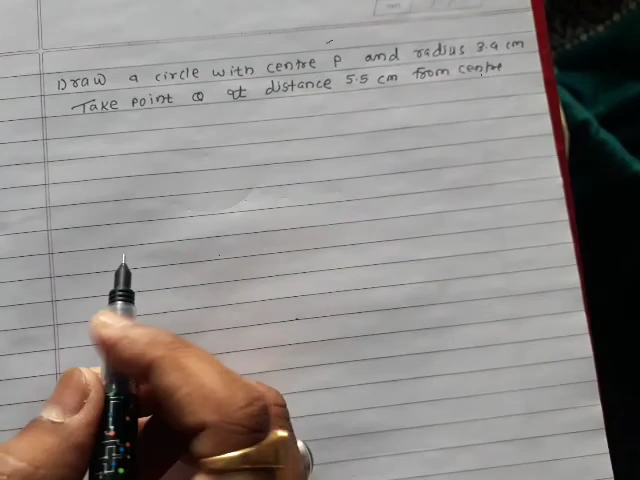 Draw a circle with centre P and radius 3.4 cm
Take point Q at distance 5.5 cm from centre